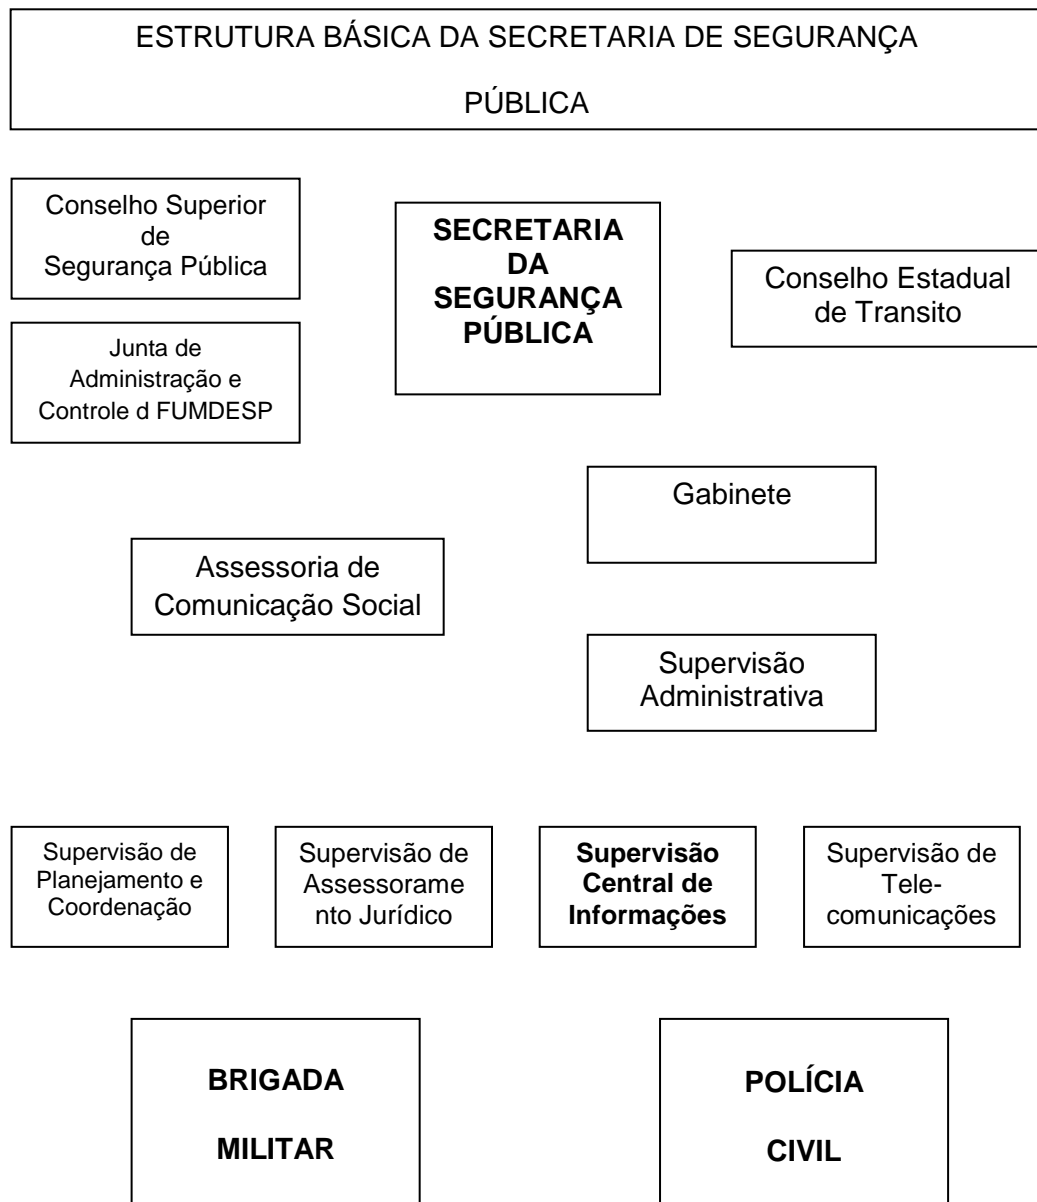 ESTRUTURA BÁSICA DA SECRETARIA DE SEGURANÇA
PÚBLICA
Conselho Superior
de
Segurança Pública
SECRETARIA
DA
SEGURANÇA
PÚBLICA
Conselho Estadual
de Transito
Junta de
Administração e
Controle d FUMDESP
Gabinete
Assessoria de
Comunicação Social
Supervisão
Administrativa
Supervisão de
Planejamento e
Coordenação
Supervisão de
Assessorame
nto Jurídico
Supervisão
Central de
Informações
Supervisão de
Tele-
comunicações
BRIGADA
MILITAR
POLÍCIA
CIVIL